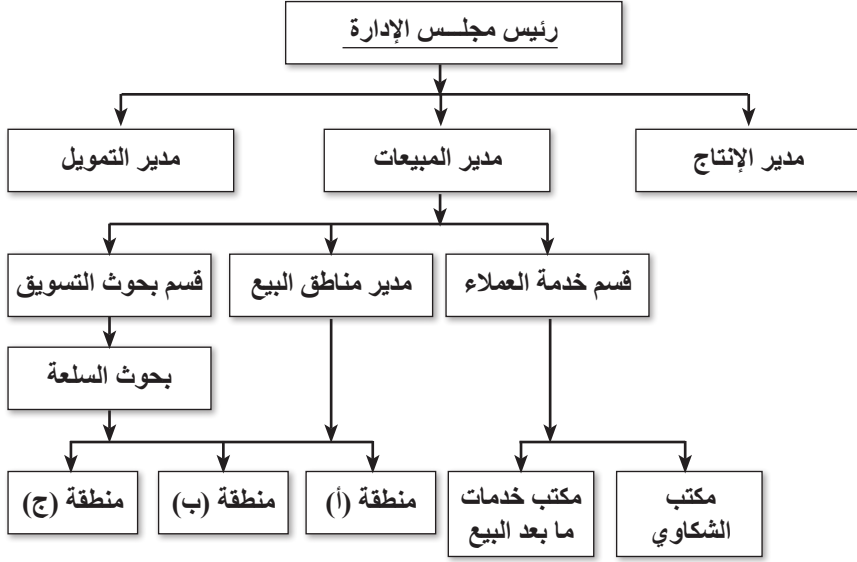 رئيس مجلـــس الإدارة
مدير الإنتاج
مدير المبيعات
مدير التمويل
قسم خدمة العملاء
مدير مناطق البيع
قسم بحوث التسويق
بحوث السلعة
مكتب
الشكاوي
مكتب خدمات
ما بعد البيع
منطقة (أ)
منطقة (ب)
منطقة (ج)